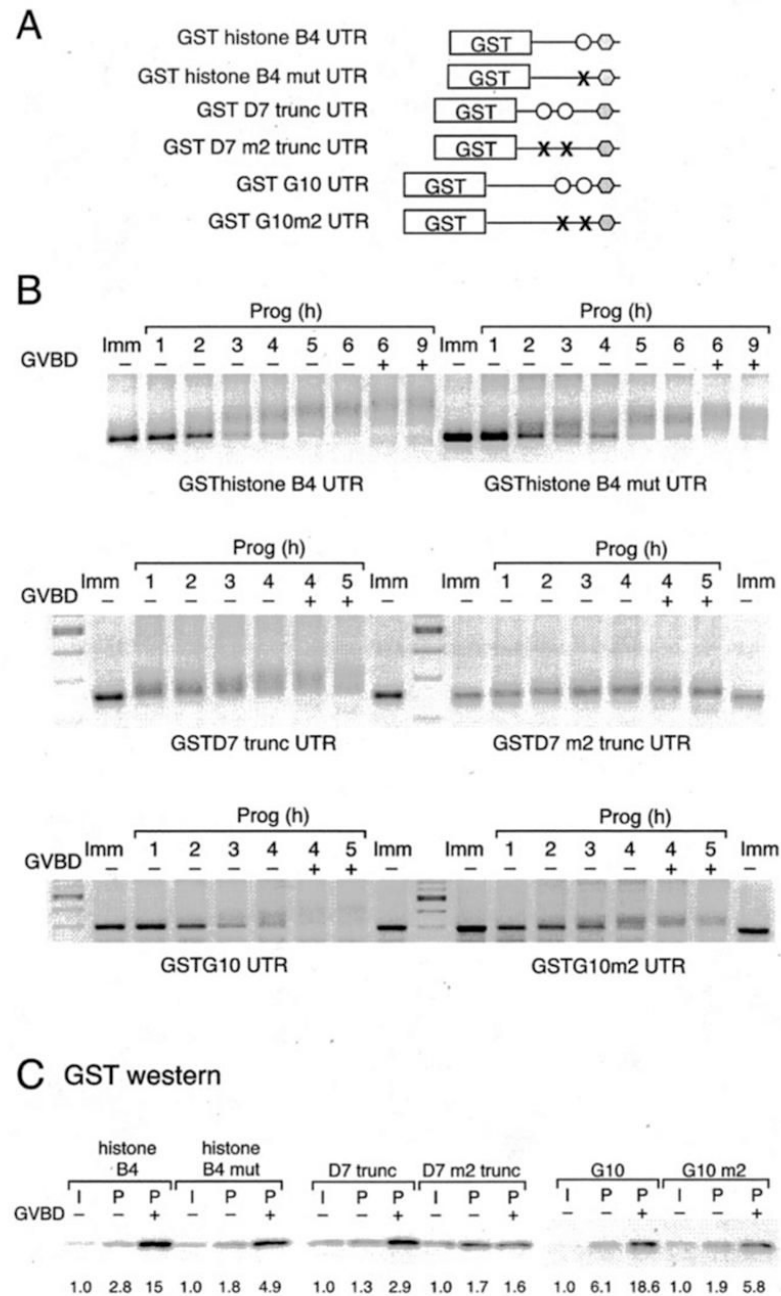 A
GST histone B4 UTR GST
GST histone B4 mut UTR GST X
GST D7 trunc UTR GST
GST D7 m2 trunc UTR GST X X
GST G10 UTR GST
GST G10m2 UTR GST X X
B
Prog (h) Prog (h)
Imm 1 2 3 4 5 6 6 9 Imm 1 2 3 4 5 6 6 9
GVBD − − − − − − − + + − − − − − − − + +
GSThistone B4 UTR GSThistone B4 mut UTR
Prog (h) Prog (h)
Imm 1 2 3 4 4 5 Imm Imm 1 2 3 4 4 5 Imm
GVBD − − − − − + + − − − − − − + + −
GSTD7 trunc UTR GSTD7 m2 trunc UTR
Prog (h) Prog (h)
Imm 1 2 3 4 4 5 Imm Imm 1 2 3 4 4 5 Imm
GVBD − − − − − + + − − − − − − + + −
GSTG10 UTR GSTG10m2 UTR
C GST western
histone histone
B4 B4 mut D7 trunc D7 m2 trunc G10 G10 m2
I P P I P P I P P I P P I P P I P P
GVBD − − + − − + − − + − − + − − + − − +
1.0 2.8 15 1.0 1.8 4.9 1.0 1.3 2.9 1.0 1.7 1.6 1.0 6.1 18.6 1.0 1.9 5.8